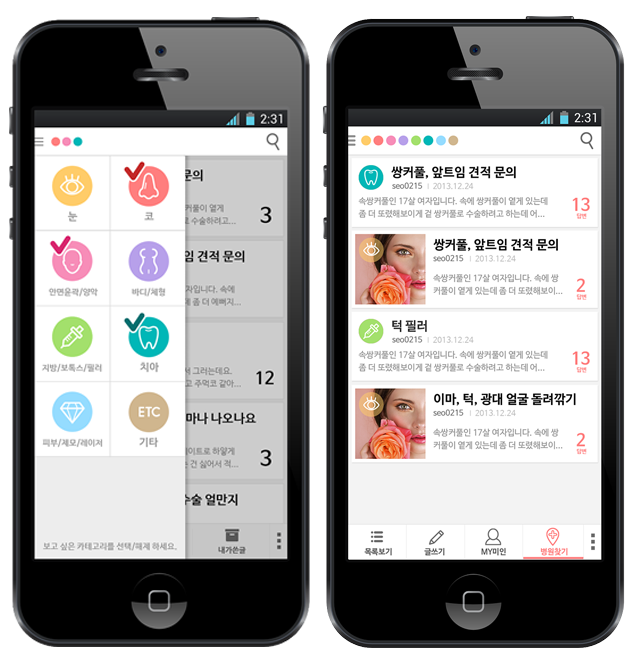 2:31
눈
코
안면윤곽/양악
바디/체형
지방/보톡스/필러
치아
피부/제모/레이저
ETC
기타
보고 싶은 카테고리를 선택/해제 하세요.
문의
커풀이 옅게
로 수술하려고...
3
임 견적 문의
자입니다. 속에
데 좀 더 예뻐지...
서 그러는데요.
고 주먹코 같아...
12
마나 나오나요
이트로 하얗게
는 건 싫어서 적...
3
수술 얼만지
내가쓴글
2:31
쌍커풀, 앞트임 견적 문의
seo0215 | 2013.12.24
속쌍커풀인 17살 여자입니다. 속에 쌍커풀이 옅게 있는데
좀 더 또렸해보이게 겉 쌍커풀로 수술하려고 하는데 어...
13
답변
쌍커풀, 앞트임 견적 문의
seo0215 | 2013.12.24
속쌍커풀인 17살 여자입니다. 속에 쌍
커풀이 옅게 있는데 좀 더 또렸해보이...
2
답변
턱 필러
seo0215 | 2013.12.24
속쌍커풀인 17살 여자입니다. 속에 쌍커풀이 옅게 있는데
좀 더 또렸해보이게 겉 쌍커풀로 수술하려고 하는데 어...
13
답변
이마, 턱, 광대 얼굴 돌려깎기
seo0215 | 2013.12.24
속쌍커풀인 17살 여자입니다. 속에 쌍
커풀이 옅게 있는데 좀 더 또렸해보이...
2
답변
목록보기
글쓰기
MY미인
병원찾기